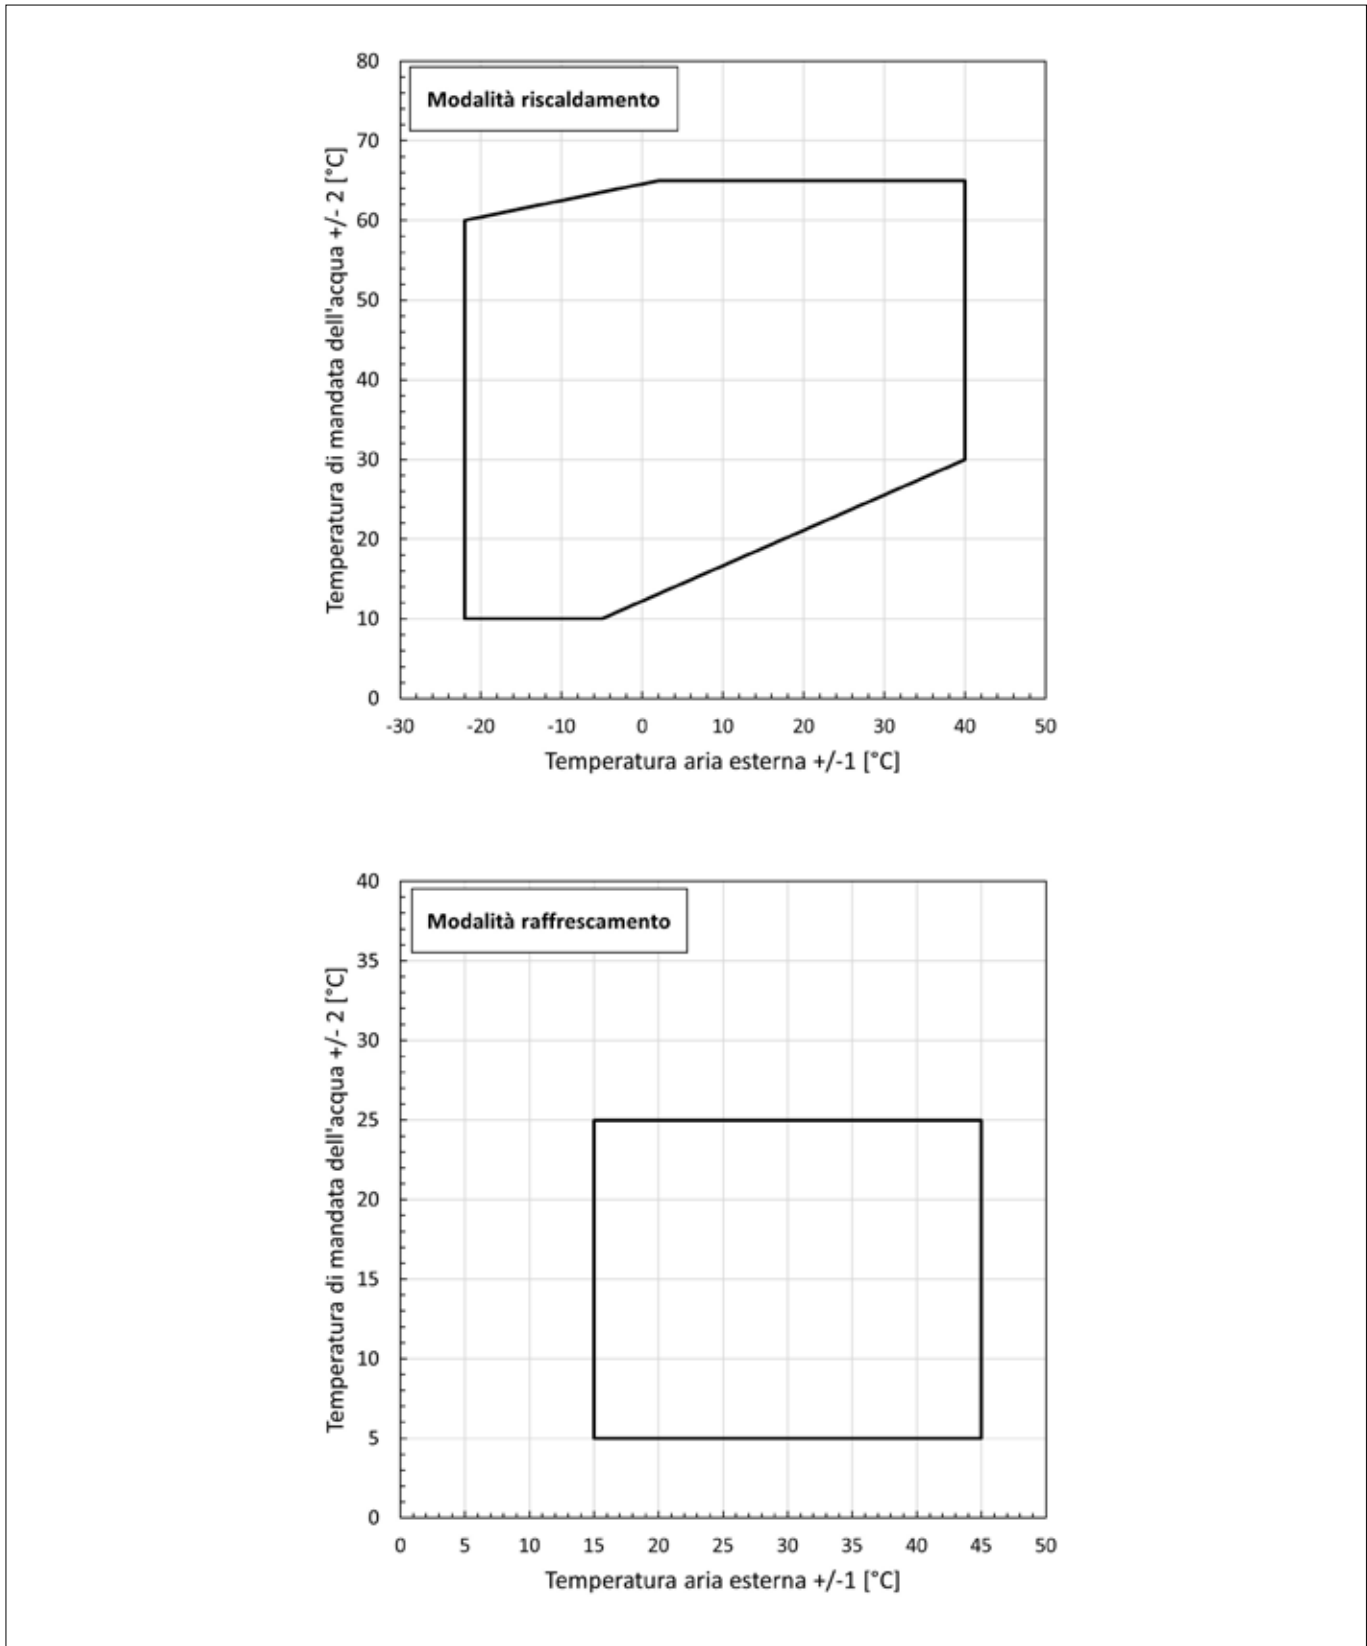 Modalità riscaldamento
Temperatura di mandata dell'acqua +/- 2 [°C]
80
70
60
50
40
30
20
10
0
-30 -20 -10 0 10 20 30 40 50
Temperatura aria esterna +/-1 [°C]
Modalità raffrescamento
Temperatura di mandata dell'acqua +/- 2 [°C]
40
35
30
25
20
15
10
5
0
0 5 10 15 20 25 30 35 40 45 50
Temperatura aria esterna +/-1 [°C]